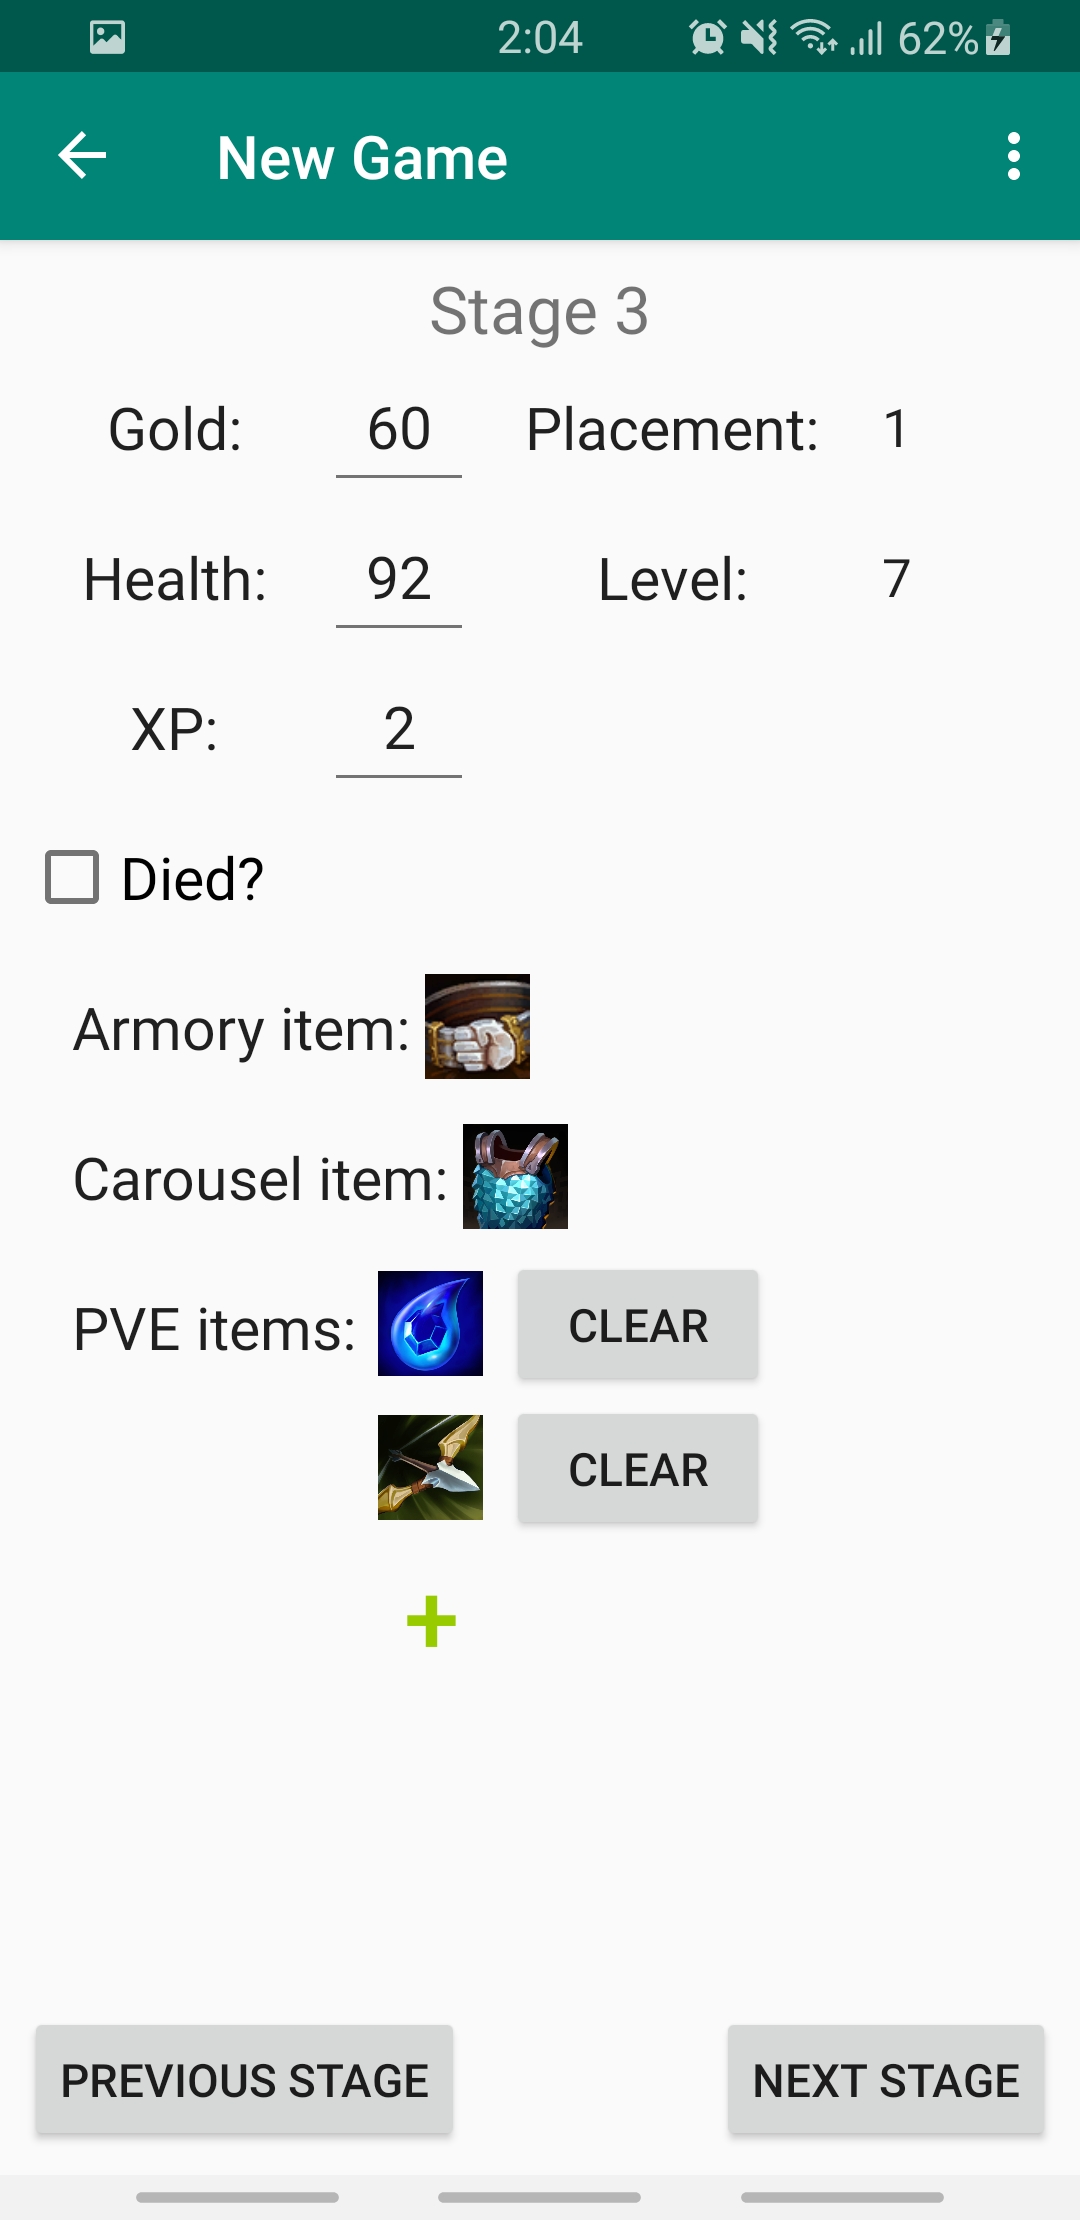 2:04 62%
New Game
Stage 3
Gold: 60 Placement: 1
Health: 92 Level: 7
XP: 2
Died?
Armory item:
Carousel item:
PVE items: CLEAR
CLEAR
PREVIOUS STAGE NEXT STAGE